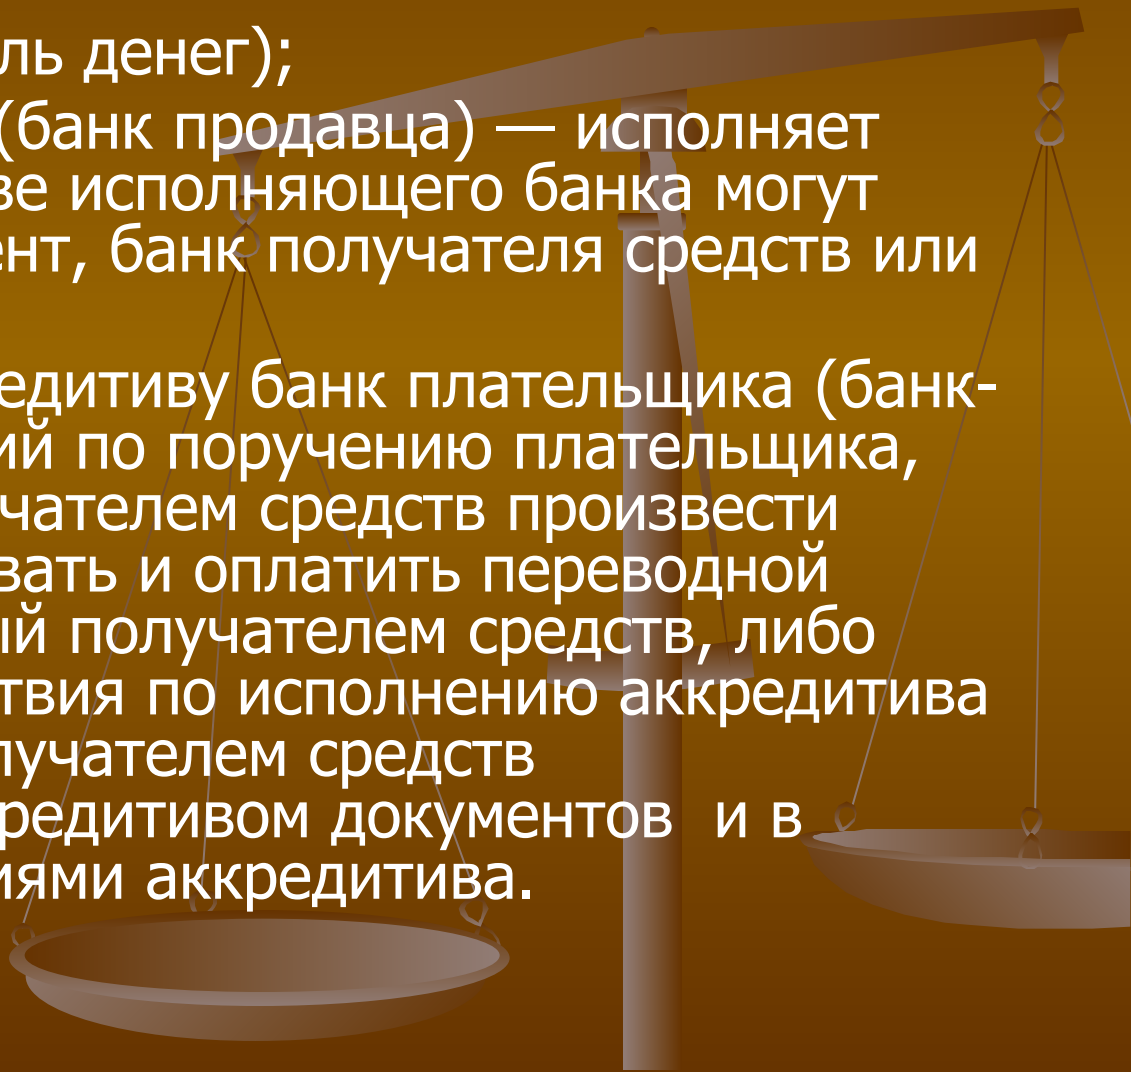 ль денег);
(банк продавца) — исполняет
ве исполняющего банка могут
ент, банк получателя средств или
едитиву банк плательщика (банк-
ий по поручению плательщика,
чателем средств произвести
вать и оплатить переводной
ый получателем средств, либо
твия по исполнению аккредитива
лучателем средств
редитивом документов и в
иями аккредитива.